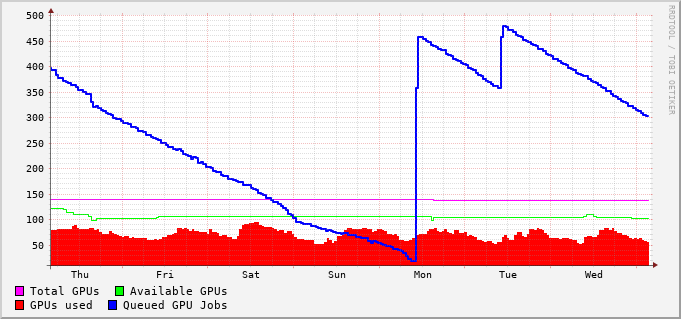 500
450
400
350
300
250
200
150
100
50
Thu Fri Sat Sun Mon Tue Wed
Total GPUs Available GPUs
GPUs used Queued GPU Jobs
RRDTOOL / TOBI OETIKER